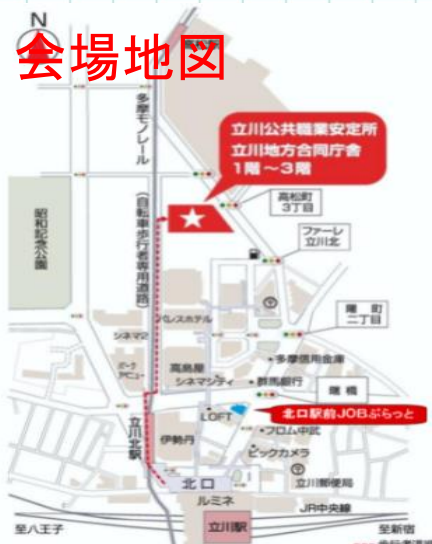 N
会場地図
多摩モノレール
立川公共職業安定所
立川地方合同庁舎
1階~3階
高松町
3丁目
(自転車歩行者専用道路)
昭和記念公園
ファーレ
立川北
パレスホテル
曙町
二丁目
シネマ2
高島屋
多摩信用金庫
シネマシティ
群馬銀行
曙橋
立川北駅
LOFT
北口駅前JOBぷらっと
伊勢丹
フロム中武
ビックカメラ
北口
立川郵便局
ルミネ
JR中央線
至八王子
立川駅
至新宿